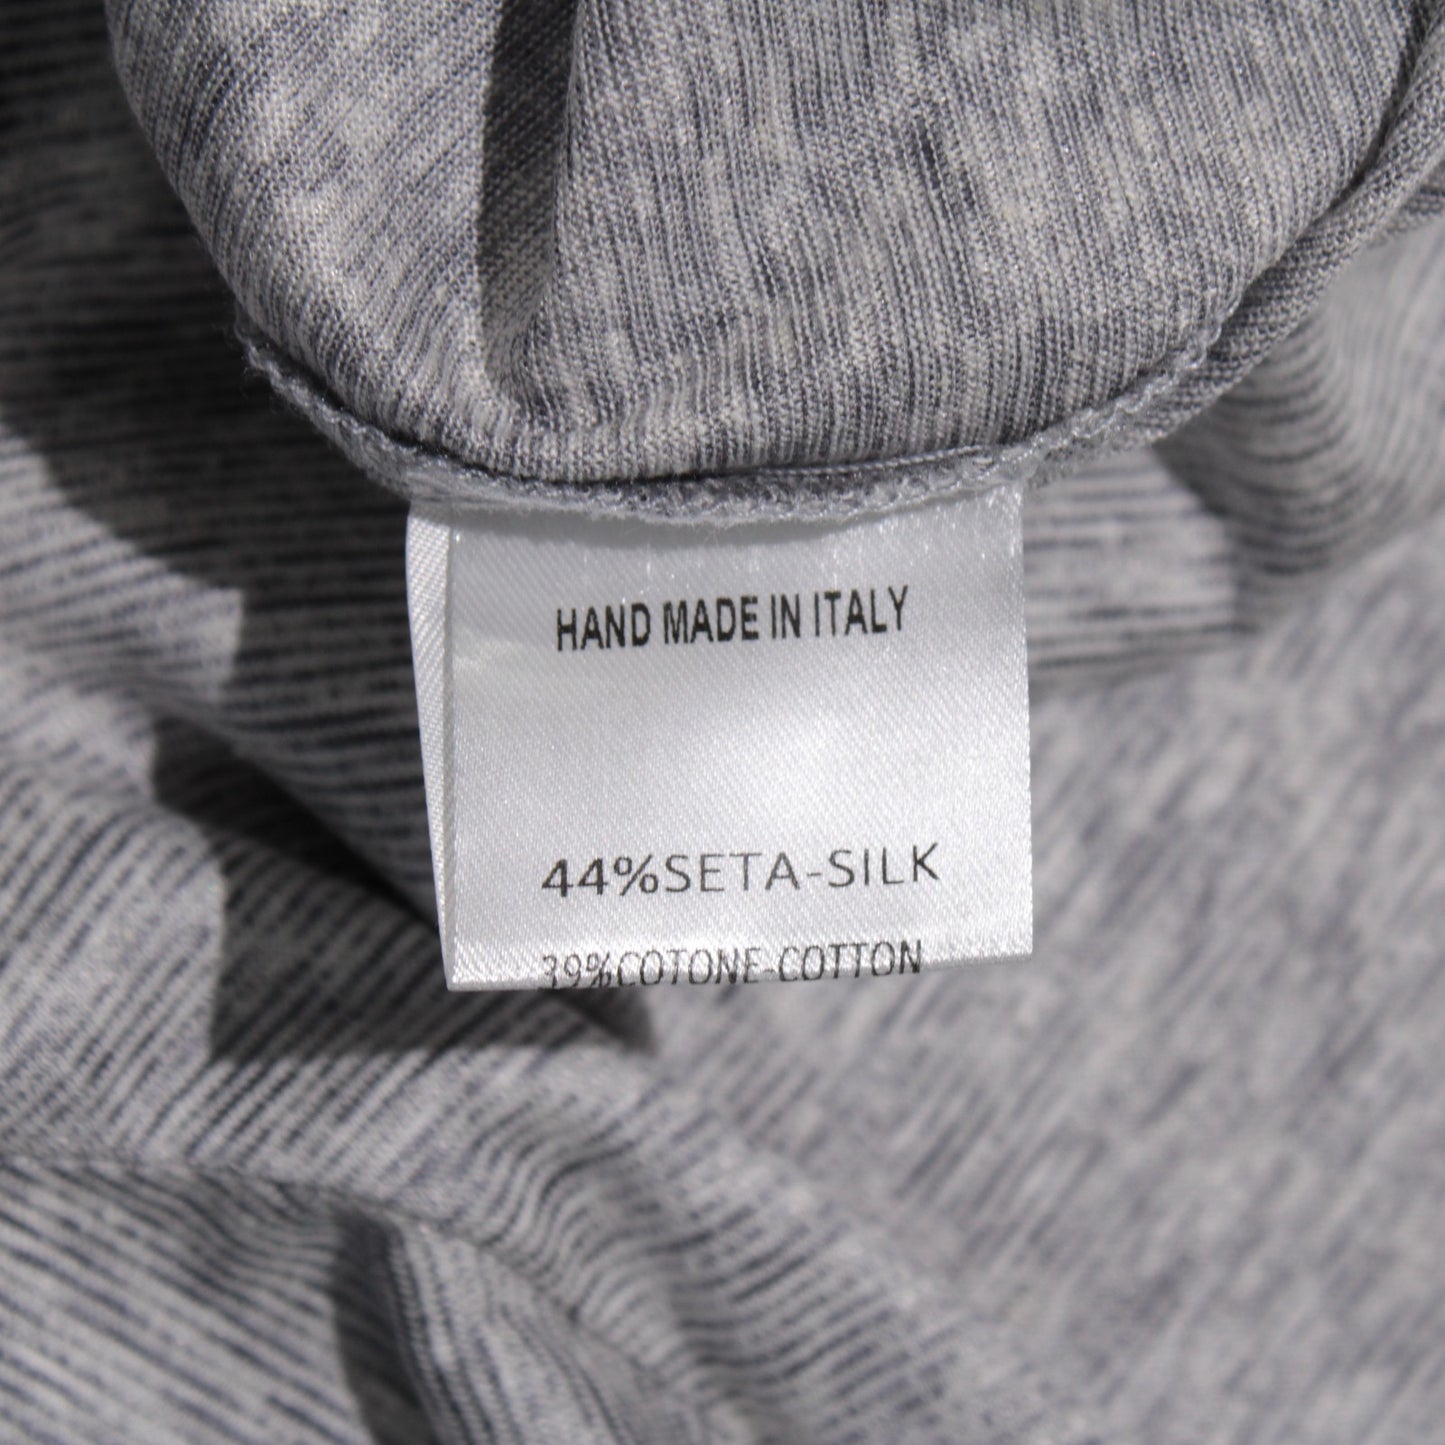 HAND MADE IN ITALY
44%SETA-SILK
39%COTONE-COTTON